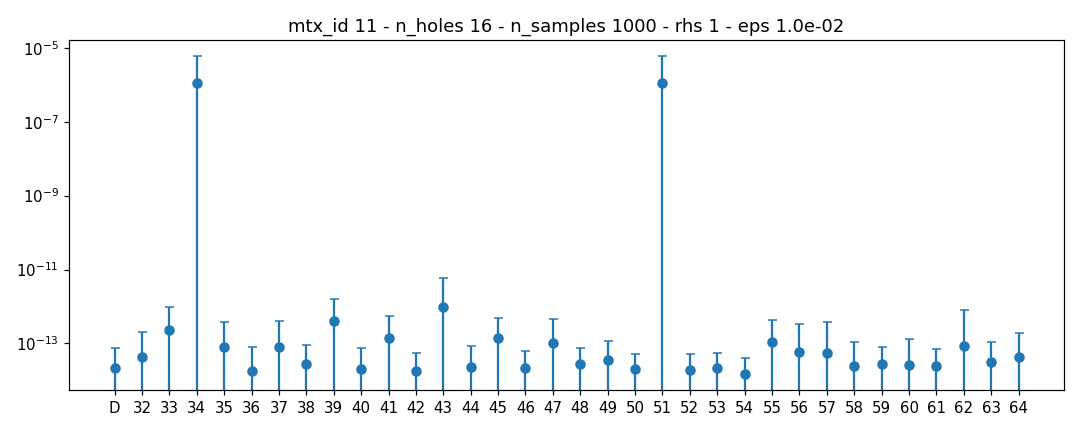 mtx_id 11 - n_holes 16 - n_samples 1000 - rhs 1 - eps 1.0e-02
10⁻⁵
10⁻⁷
10⁻⁹
10⁻¹¹
10⁻¹³
D 32 33 34 35 36 37 38 39 40 41 42 43 44 45 46 47 48 49 50 51 52 53 54 55 56 57 58 59 60 61 62 63 64